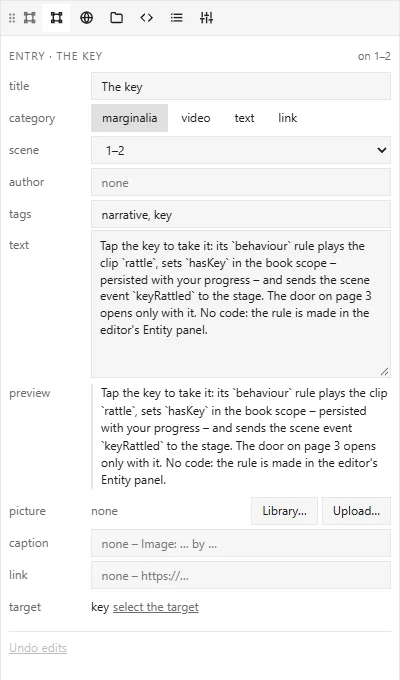 ENTRY · THE KEY on 1–2
title The key
category marginalia video text link
scene 1–2
author none
tags narrative, key
text Tap the key to take it: its `behaviour` rule plays the
clip `rattle`, sets `hasKey` in the book scope –
persisted with your progress – and sends the scene
event `keyRattled` to the stage. The door on page 3
opens only with it. No code: the rule is made in the
editor's Entity panel.
preview Tap the key to take it: its `behaviour` rule plays the clip
`rattle`, sets `hasKey` in the book scope – persisted
with your progress – and sends the scene event
`keyRattled` to the stage. The door on page 3 opens
only with it. No code: the rule is made in the editor's
Entity panel.
picture none Library... Upload...
caption none – Image: ... by ...
link none – https://...
target key select the target
Undo edits